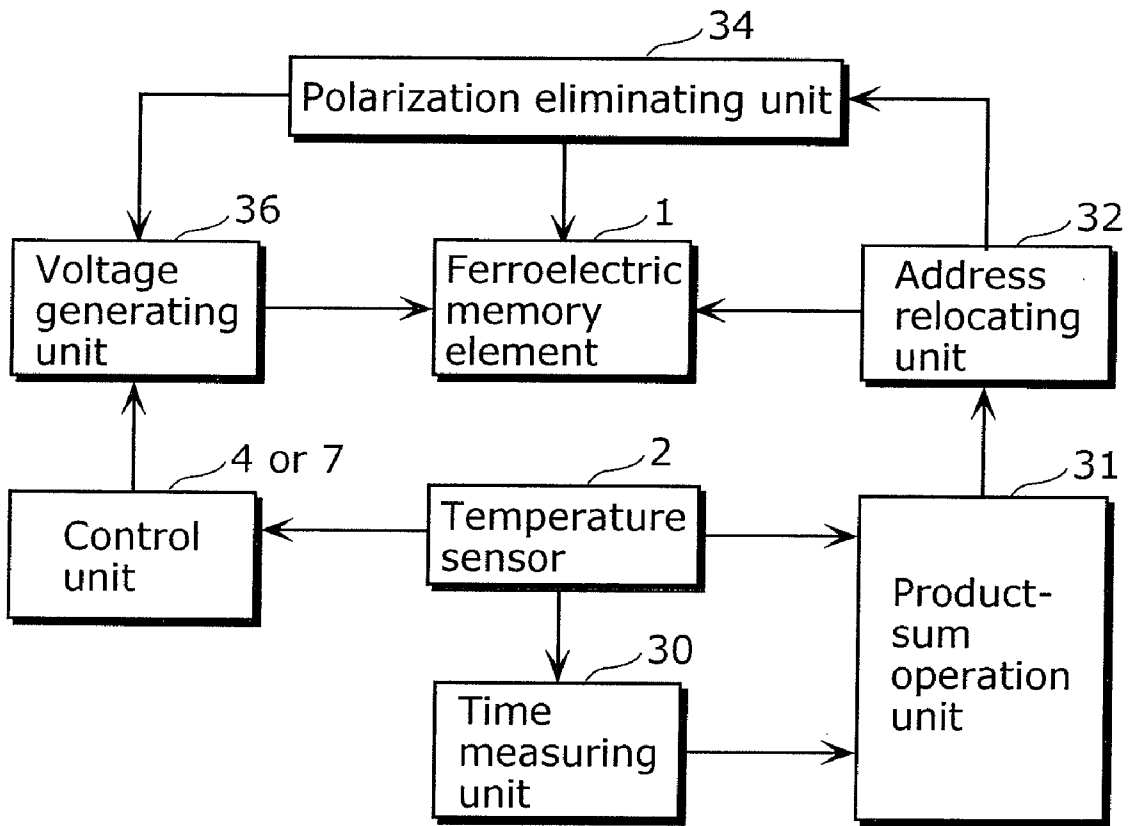 34
Polarization eliminating unit
36
Voltage
generating
unit
1
Ferroelectric
memory
element
32
Address
relocating
unit
4 or 7
Control
unit
2
Temperature
sensor
31
Product-
sum
operation
unit
30
Time
measuring
unit